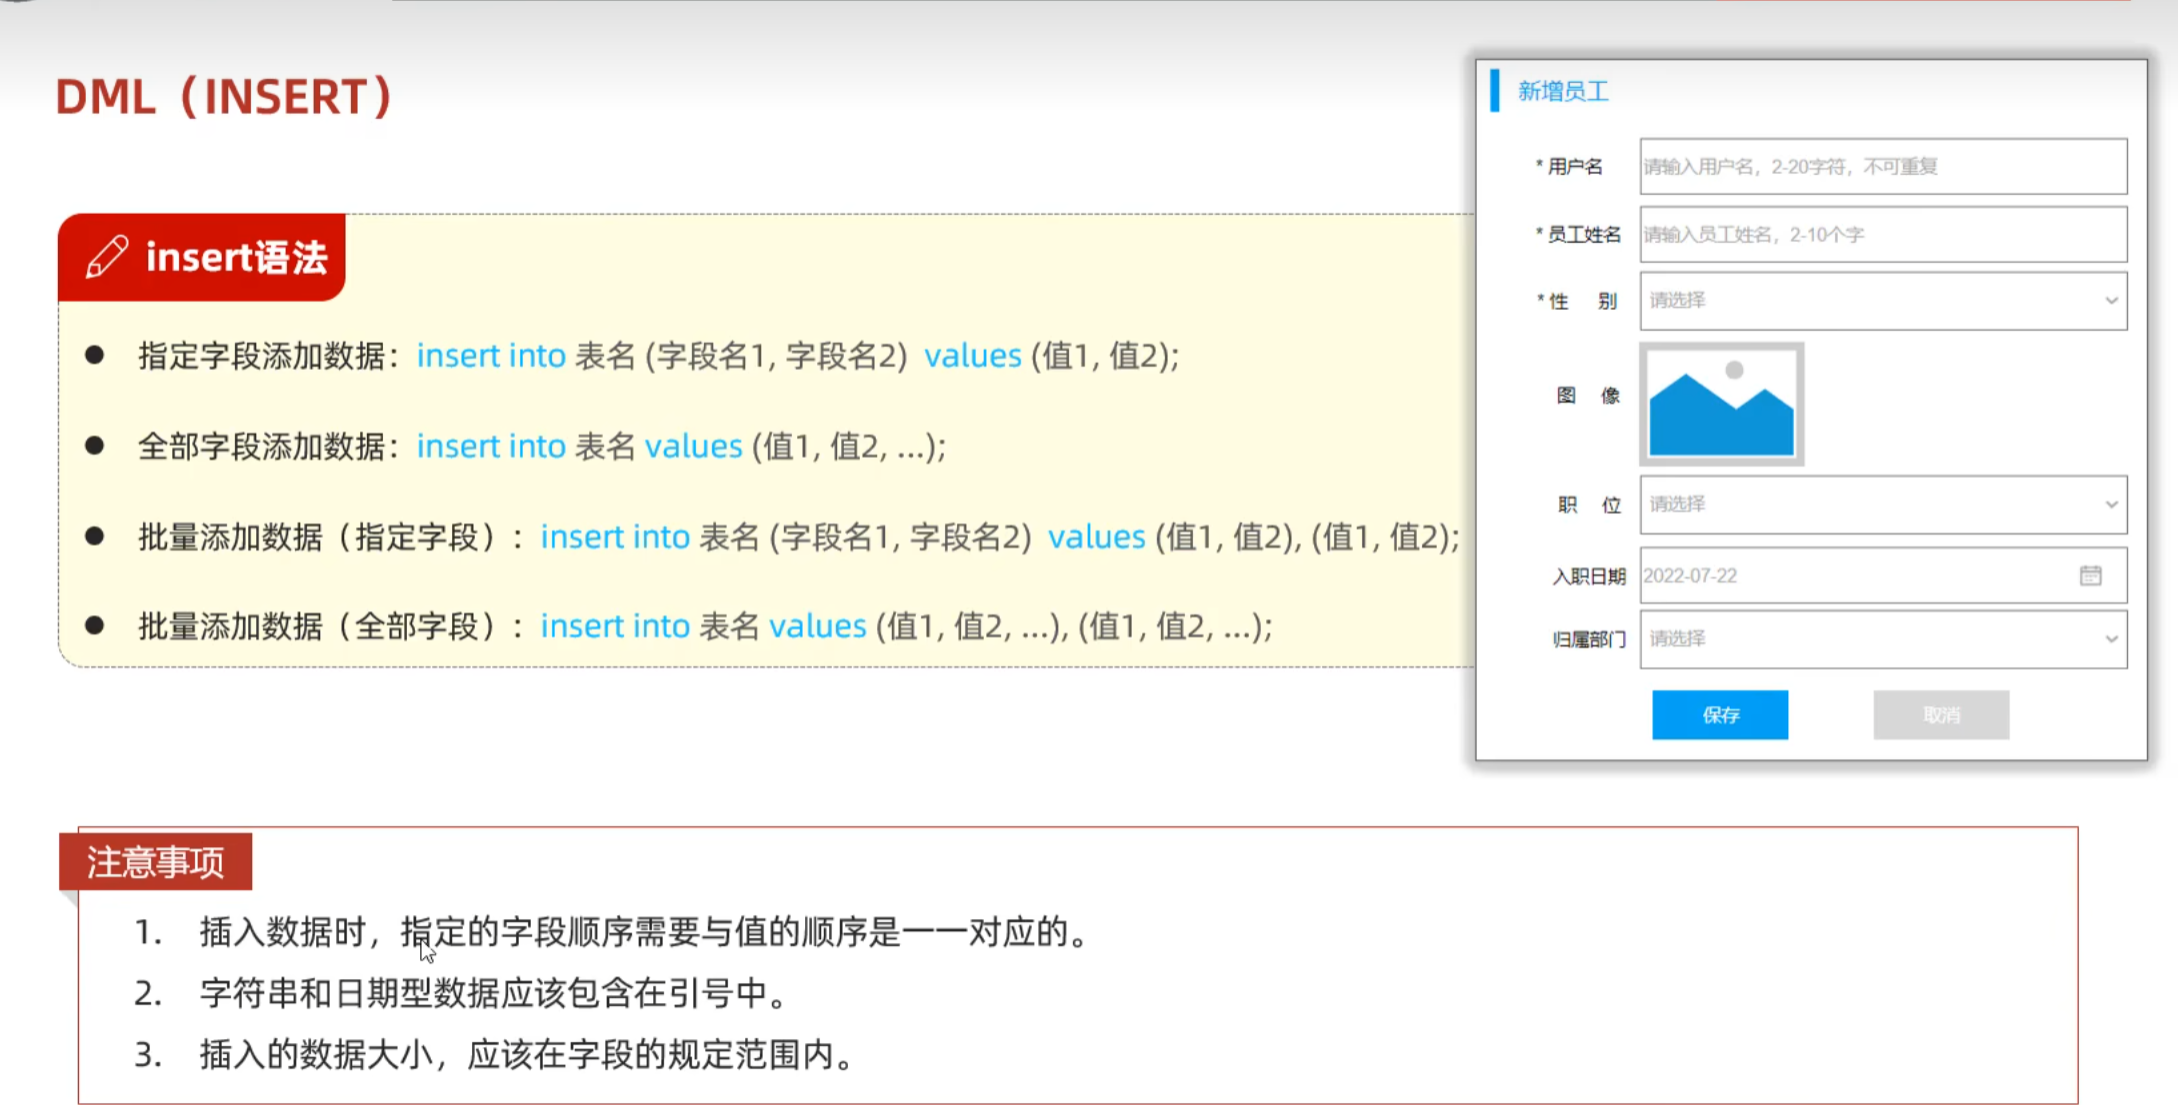 DML（INSERT）
insert语法
指定字段添加数据：insert into 表名 (字段名1, 字段名2) values (值1, 值2);
全部字段添加数据：insert into 表名 values (值1, 值2, ...);
批量添加数据（指定字段）：insert into 表名 (字段名1, 字段名2) values (值1, 值2), (值1, 值2);
批量添加数据（全部字段）：insert into 表名 values (值1, 值2, ...), (值1, 值2, ...);
新增员工
* 用户名 请输入用户名，2-20字符，不可重复
* 员工姓名 请输入员工姓名，2-10个字
* 性 别 请选择
图 像
职 位 请选择
入职日期 2022-07-22
归属部门 请选择
保存 取消
注意事项
1. 插入数据时，指定的字段顺序需要与值的顺序是一一对应的。
2. 字符串和日期型数据应该包含在引号中。
3. 插入的数据大小，应该在字段的规定范围内。